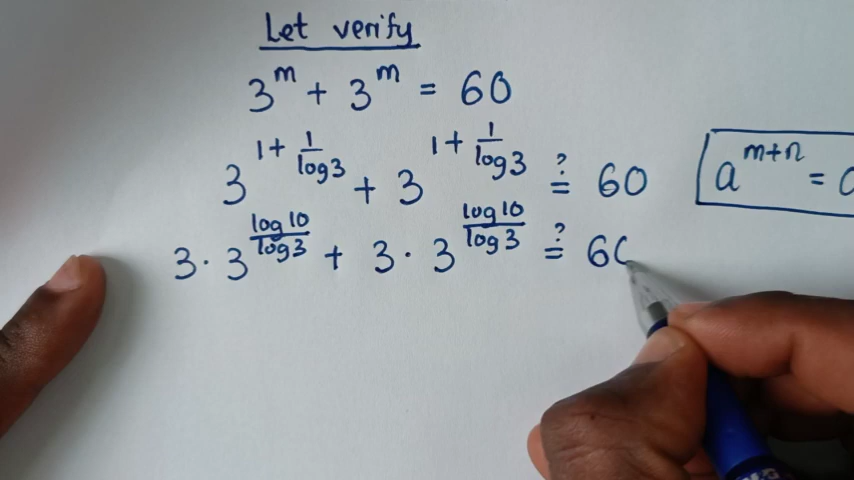 Let verify
3^m + 3^m = 60
3^(1 + 1/log3) + 3^(1 + 1/log3) ≟ 60
a^(m+n) =
3 · 3^(log10/log3) + 3 · 3^(log10/log3) ≟ 60